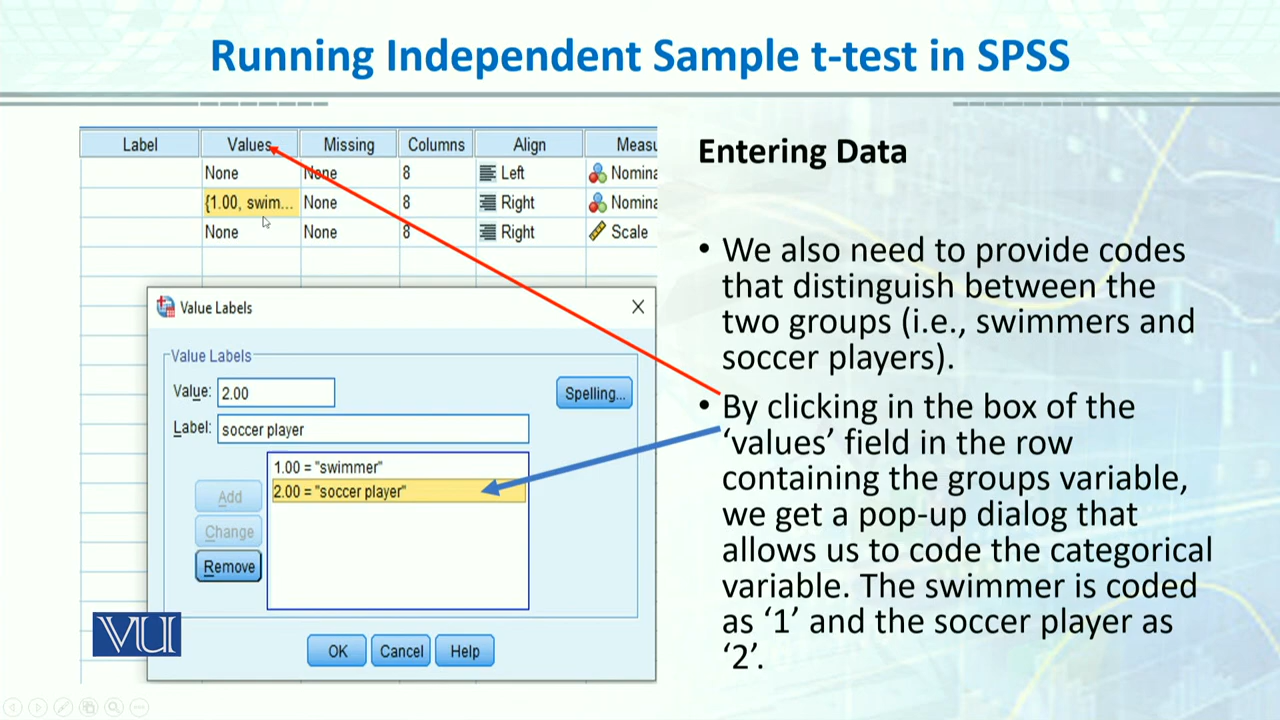 Running Independent Sample t-test in SPSS
Label Values Missing Columns Align Measu
None None 8 Left Nomina
{1.00, swim... None 8 Right Nomina
None None 8 Right Scale
Value Labels
Value Labels
Value: 2.00 Spelling...
Label: soccer player
1.00 = "swimmer"
2.00 = "soccer player"
Add
Change
Remove
OK Cancel Help
VU
Entering Data
• We also need to provide codes
that distinguish between the
two groups (i.e., swimmers and
soccer players).
• By clicking in the box of the
‘values’ field in the row
containing the groups variable,
we get a pop-up dialog that
allows us to code the categorical
variable. The swimmer is coded
as ‘1’ and the soccer player as
‘2’.